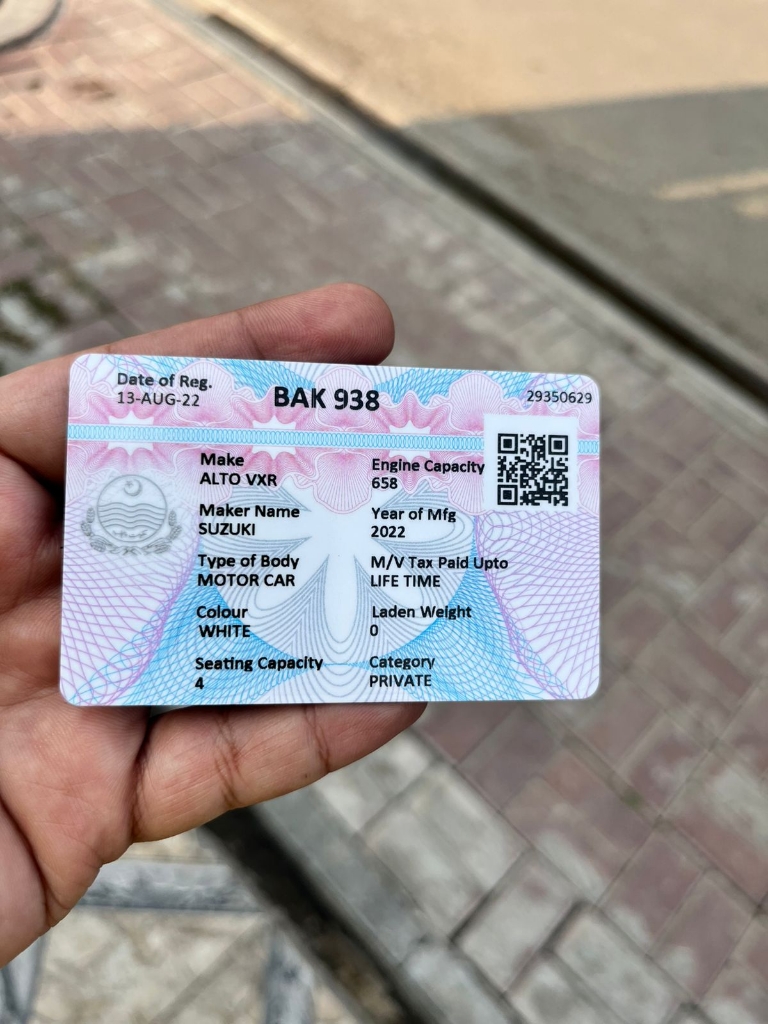 Date of Reg.
13-AUG-22
BAK 938
29350629
Make
ALTO VXR
Engine Capacity
658
Maker Name
SUZUKI
Year of Mfg
2022
Type of Body
MOTOR CAR
M/V Tax Paid Upto
LIFE TIME
Colour
WHITE
Laden Weight
0
Seating Capacity
4
Category
PRIVATE